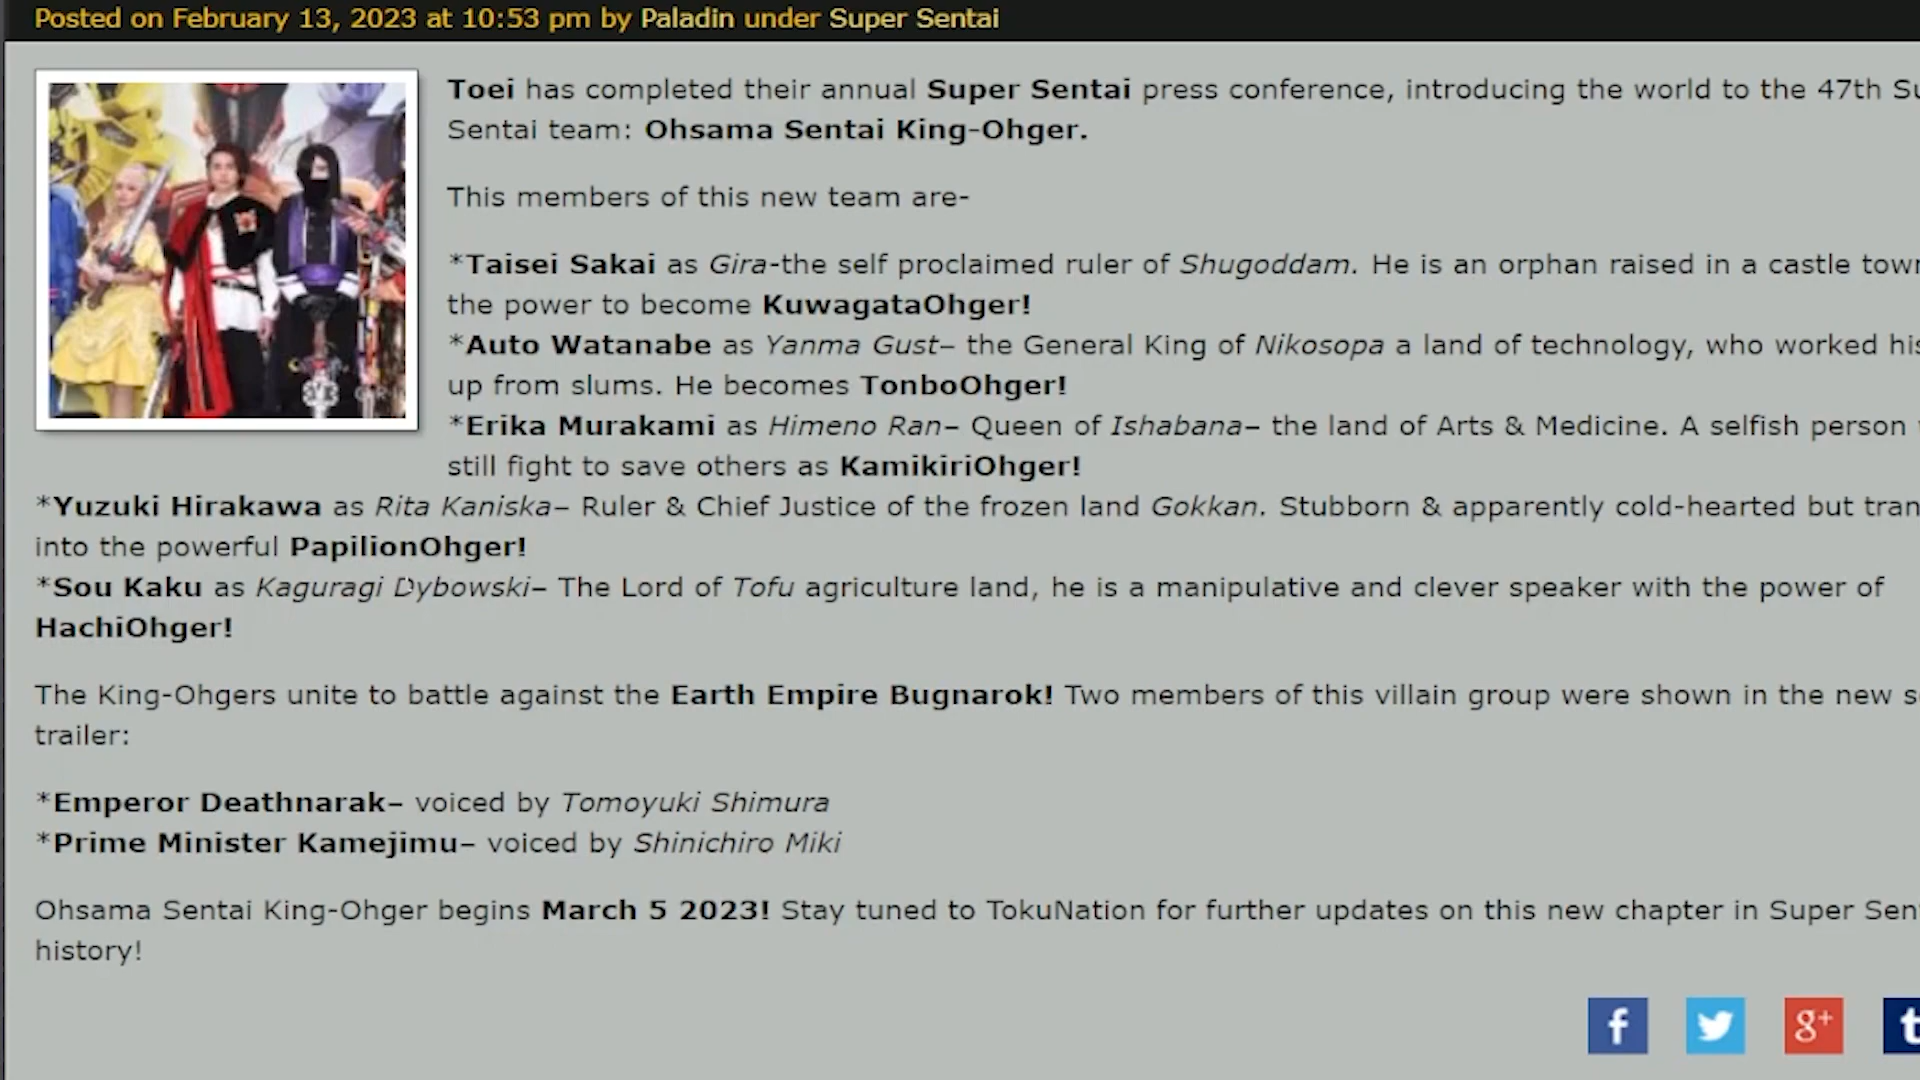 Posted on February 13, 2023 at 10:53 pm by Paladin under Super Sentai
Toei has completed their annual Super Sentai press conference, introducing the world to the 47th Su
Sentai team: Ohsama Sentai King-Ohger.
This members of this new team are-
*Taisei Sakai as Gira-the self proclaimed ruler of Shugoddam. He is an orphan raised in a castle town
the power to become KuwagataOhger!
*Auto Watanabe as Yanma Gust– the General King of Nikosopa a land of technology, who worked his
up from slums. He becomes TonboOhger!
*Erika Murakami as Himeno Ran– Queen of Ishabana– the land of Arts & Medicine. A selfish person
still fight to save others as KamikiriOhger!
*Yuzuki Hirakawa as Rita Kaniska– Ruler & Chief Justice of the frozen land Gokkan. Stubborn & apparently cold-hearted but tran
into the powerful PapilionOhger!
*Sou Kaku as Kaguragi Dybowski– The Lord of Tofu agriculture land, he is a manipulative and clever speaker with the power of
HachiOhger!
The King-Ohgers unite to battle against the Earth Empire Bugnarok! Two members of this villain group were shown in the new s
trailer:
*Emperor Deathnarak– voiced by Tomoyuki Shimura
*Prime Minister Kamejimu– voiced by Shinichiro Miki
Ohsama Sentai King-Ohger begins March 5 2023! Stay tuned to TokuNation for further updates on this new chapter in Super Sen
history!
f
g+
t